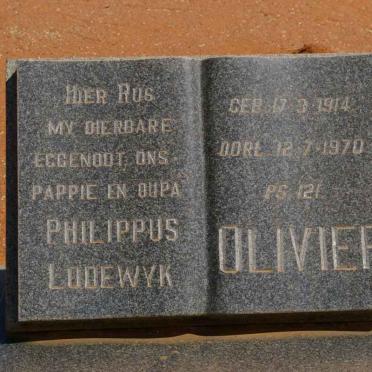 HIER RUS
MY DIERBARE
EGGENOOT, ONS
PAPPIE EN OUPA
PHILIPPUS
LODEWYK
GEB. 17·3·1914
OORL. 12·7·1970
PS. 121
OLIVIER